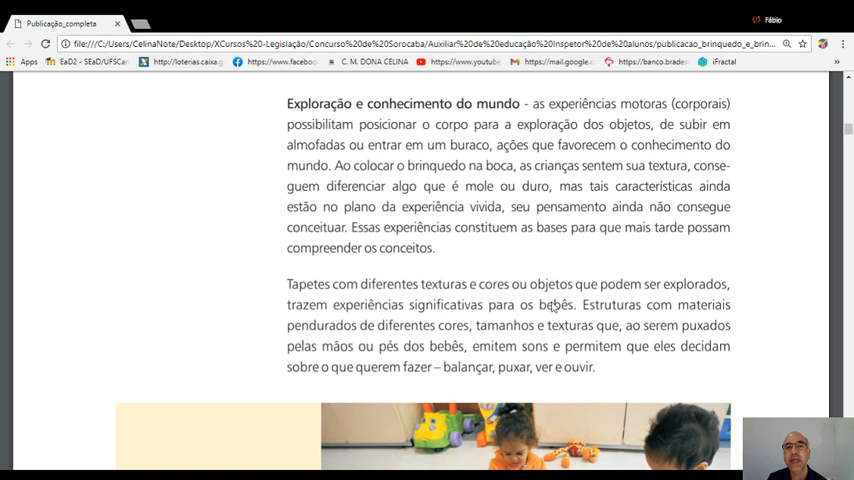 Publicação_completa
Fábio
file:///C:/Users/CelinaNote/Desktop/XCursos%20-Legislação/Concurso%20de%20Sorocaba/Auxiliar%20de%20educação%20Inspetor%20de%20alunos/publicacao_brinquedo_e_brin...
Apps EaD2 - SEaD/UFSCar http://loterias.caixa.g https://www.faceboo C. M. DONA CELINA https://www.youtube https://mail.google.c https://banco.brades iFractal »
Exploração e conhecimento do mundo - as experiências motoras (corporais)
possibilitam posicionar o corpo para a exploração dos objetos, de subir em
almofadas ou entrar em um buraco, ações que favorecem o conhecimento do
mundo. Ao colocar o brinquedo na boca, as crianças sentem sua textura, conse-
guem diferenciar algo que é mole ou duro, mas tais características ainda
estão no plano da experiência vivida, seu pensamento ainda não consegue
conceituar. Essas experiências constituem as bases para que mais tarde possam
compreender os conceitos.
Tapetes com diferentes texturas e cores ou objetos que podem ser explorados,
trazem experiências significativas para os bebês. Estruturas com materiais
pendurados de diferentes cores, tamanhos e texturas que, ao serem puxados
pelas mãos ou pés dos bebês, emitem sons e permitem que eles decidam
sobre o que querem fazer – balançar, puxar, ver e ouvir.